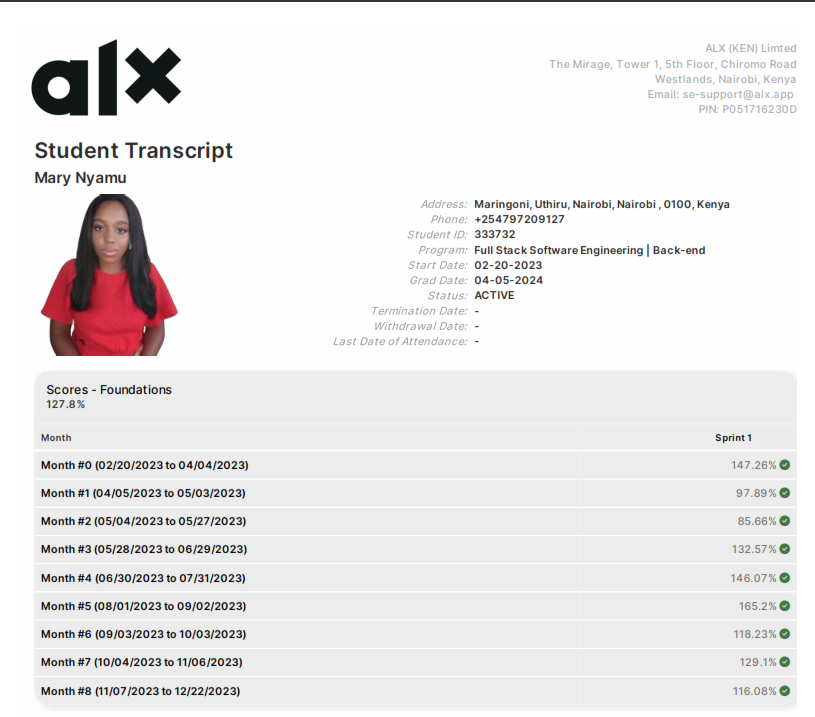 alx
ALX (KEN) Limted
The Mirage, Tower 1, 5th Floor, Chiromo Road
Westlands, Nairobi, Kenya
Email: se-support@alx.app
PIN: P051716230D
Student Transcript
Mary Nyamu
Address: Maringoni, Uthiru, Nairobi, Nairobi , 0100, Kenya
Phone: +254797209127
Student ID: 333732
Program: Full Stack Software Engineering | Back-end
Start Date: 02-20-2023
Grad Date: 04-05-2024
Status: ACTIVE
Termination Date: -
Withdrawal Date: -
Last Date of Attendance: -
Scores - Foundations
127.8%
Month Sprint 1
Month #0 (02/20/2023 to 04/04/2023) 147.26%
Month #1 (04/05/2023 to 05/03/2023) 97.89%
Month #2 (05/04/2023 to 05/27/2023) 85.66%
Month #3 (05/28/2023 to 06/29/2023) 132.57%
Month #4 (06/30/2023 to 07/31/2023) 146.07%
Month #5 (08/01/2023 to 09/02/2023) 165.2%
Month #6 (09/03/2023 to 10/03/2023) 118.23%
Month #7 (10/04/2023 to 11/06/2023) 129.1%
Month #8 (11/07/2023 to 12/22/2023) 116.08%